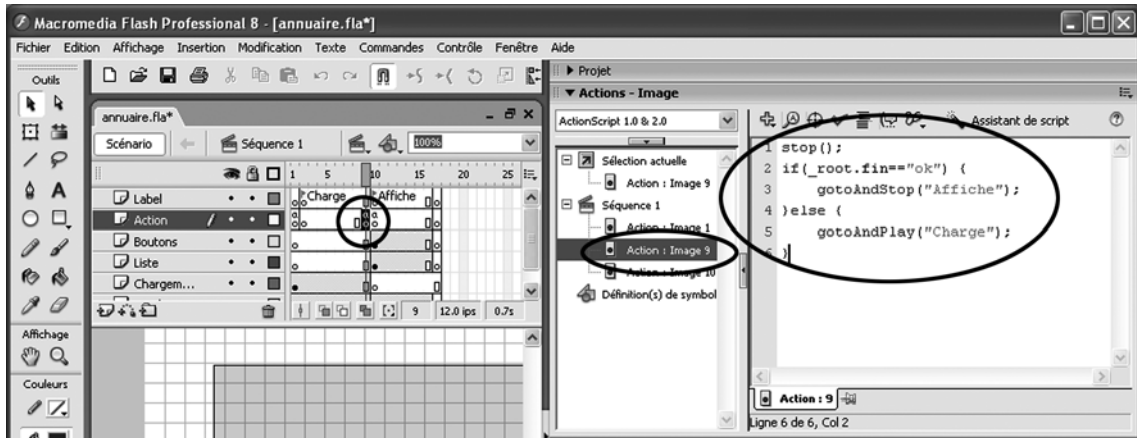 Macromedia Flash Professional 8 - [annuaire.fla*]
Fichier Edition Affichage Insertion Modification Texte Commandes Contrôle Fenêtre Aide
Outils
Affichage
Couleurs
annuaire.fla*
Scénario
Séquence 1
100%
1 5 10 15 20 25
Label
Charge
Affiche
Action
Boutons
Liste
Chargem...
9 12.0 ips 0.7s
Projet
Actions - Image
ActionScript 1.0 & 2.0
Assistant de script
Sélection actuelle
Action : Image 9
Séquence 1
Action : Image 1
Action : Image 9
Action : Image 10
Définition(s) de symbol
1 stop();
2 if(_root.fin=="ok") {
3 gotoAndStop("Affiche");
4 }else {
5 gotoAndPlay("Charge");
6 }
Action : 9
Ligne 6 de 6, Col 2